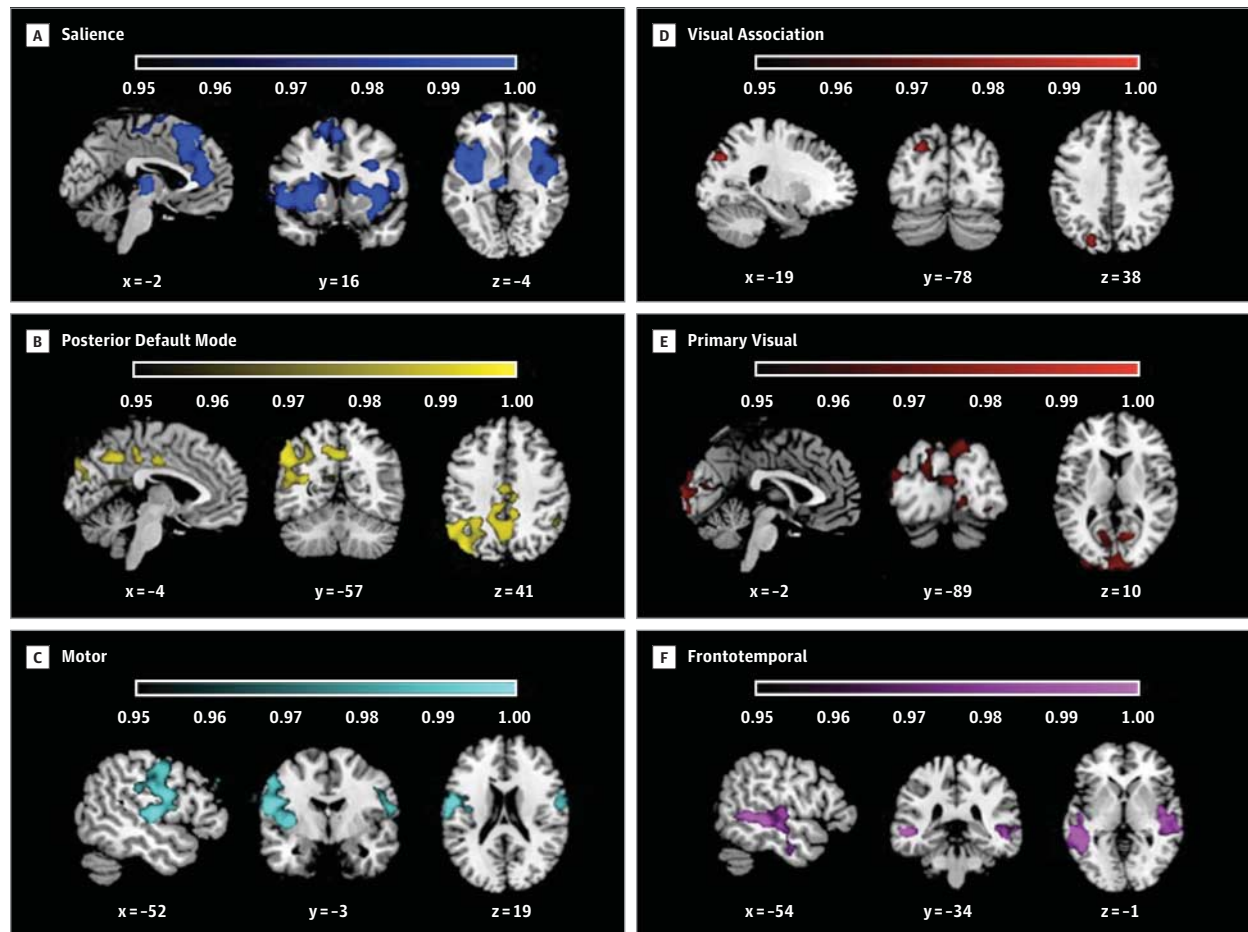 A Salience
0.95 0.96 0.97 0.98 0.99 1.00
x=–2 y=16 z=–4
B Posterior Default Mode
0.95 0.96 0.97 0.98 0.99 1.00
x=–4 y=–57 z=41
C Motor
0.95 0.96 0.97 0.98 0.99 1.00
x=–52 y=–3 z=19
D Visual Association
0.95 0.96 0.97 0.98 0.99 1.00
x=–19 y=–78 z=38
E Primary Visual
0.95 0.96 0.97 0.98 0.99 1.00
x=–2 y=–89 z=10
F Frontotemporal
0.95 0.96 0.97 0.98 0.99 1.00
x=–54 y=–34 z=–1